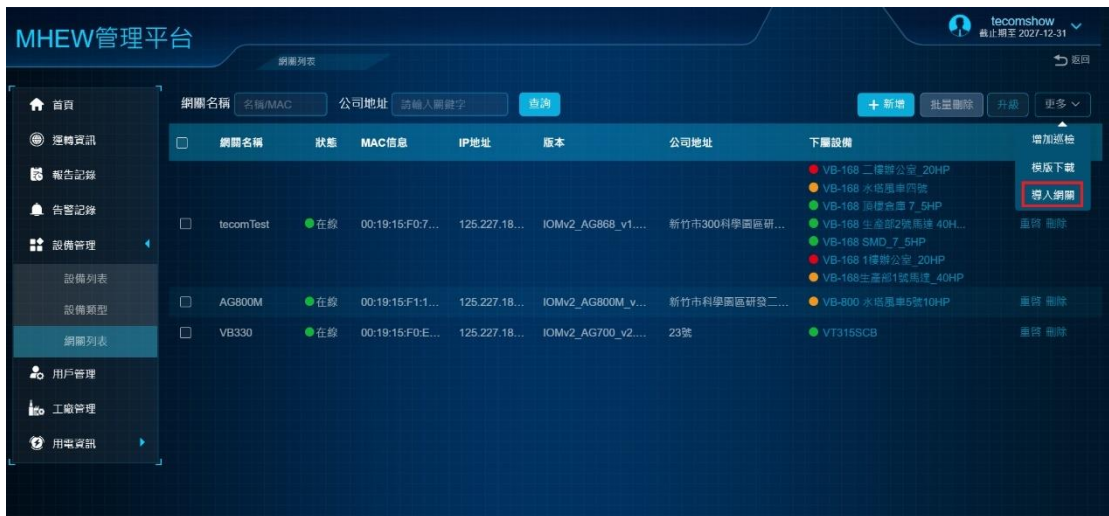 MHEW管理平台
tecomshow
截止期至 2027-12-31
網關列表
返回
首頁
運轉資訊
報告記錄
告警記錄
設備管理
設備列表
設備類型
網關列表
用戶管理
工廠管理
用電資訊
網關名稱 名稱/MAC 公司地址 請輸入關鍵字 查詢 新增 批量刪除 升級 更多
增加巡檢
模版下載
導入網關
網關名稱 狀態 MAC信息 IP地址 版本 公司地址 下屬設備
tecomTest 在線 00:19:15:F0:7... 125.227.18... IOMv2_AG868_v1.... 新竹市300科學園區研... 重啓 刪除
VB-168 二樓辦公室_20HP
VB-168 水塔風車四號
VB-168 頂樓倉庫 7_5HP
VB-168 生産部2號馬達 40H...
VB-168 SMD_7_5HP
VB-168 1樓辦公室_20HP
VB-168生產部1號馬達_40HP
AG800M 在線 00:19:15:F1:1... 125.227.18... IOMv2_AG800M_v... 新竹市科學園區研發二... VB-800 水塔風車5號10HP 重啓 刪除
VB330 在線 00:19:15:F0:E... 125.227.18... IOMv2_AG700_v2.... 23號 VT315SCB 重啓 刪除